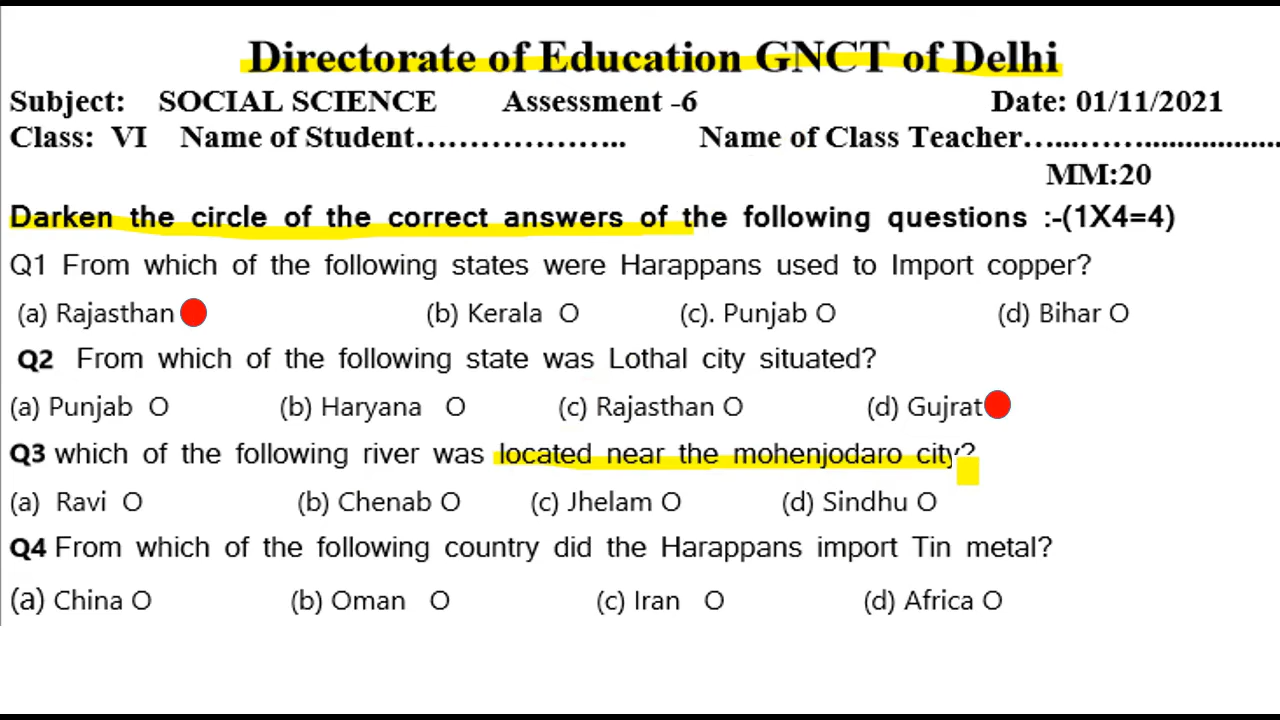 Directorate of Education GNCT of Delhi
Subject: SOCIAL SCIENCE Assessment -6 Date: 01/11/2021
Class: VI Name of Student………………….. Name of Class Teacher…...……..................
MM:20
Darken the circle of the correct answers of the following questions :-(1X4=4)
Q1 From which of the following states were Harappans used to Import copper?
(a) Rajasthan (b) Kerala O (c). Punjab O (d) Bihar O
Q2 From which of the following state was Lothal city situated?
(a) Punjab O (b) Haryana O (c) Rajasthan O (d) Gujrat
Q3 which of the following river was located near the mohenjodaro city?
(a) Ravi O (b) Chenab O (c) Jhelam O (d) Sindhu O
Q4 From which of the following country did the Harappans import Tin metal?
(a) China O (b) Oman O (c) Iran O (d) Africa O